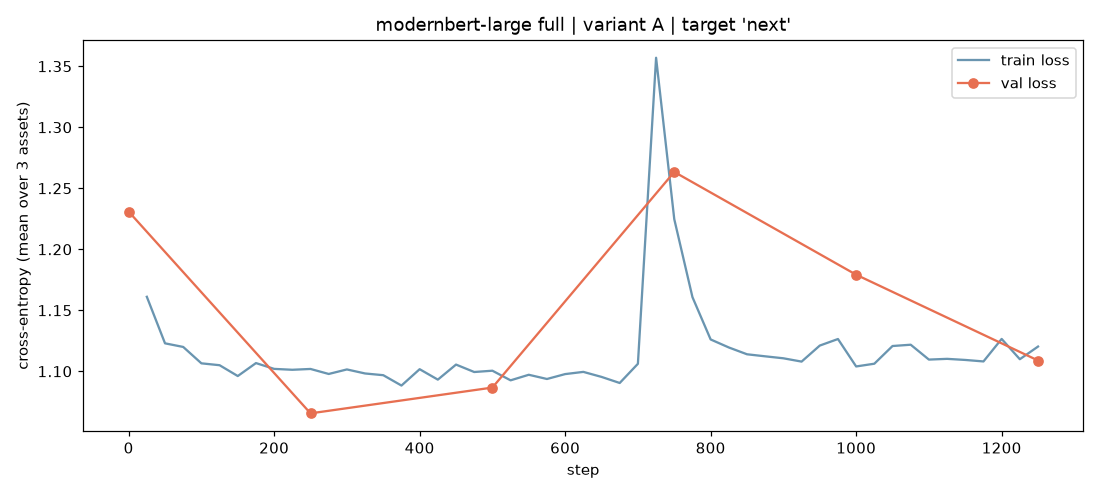 modernbert-large full | variant A | target 'next'
train loss
val loss
cross-entropy (mean over 3 assets)
1.35
1.30
1.25
1.20
1.15
1.10
0 200 400 600 800 1000 1200
step